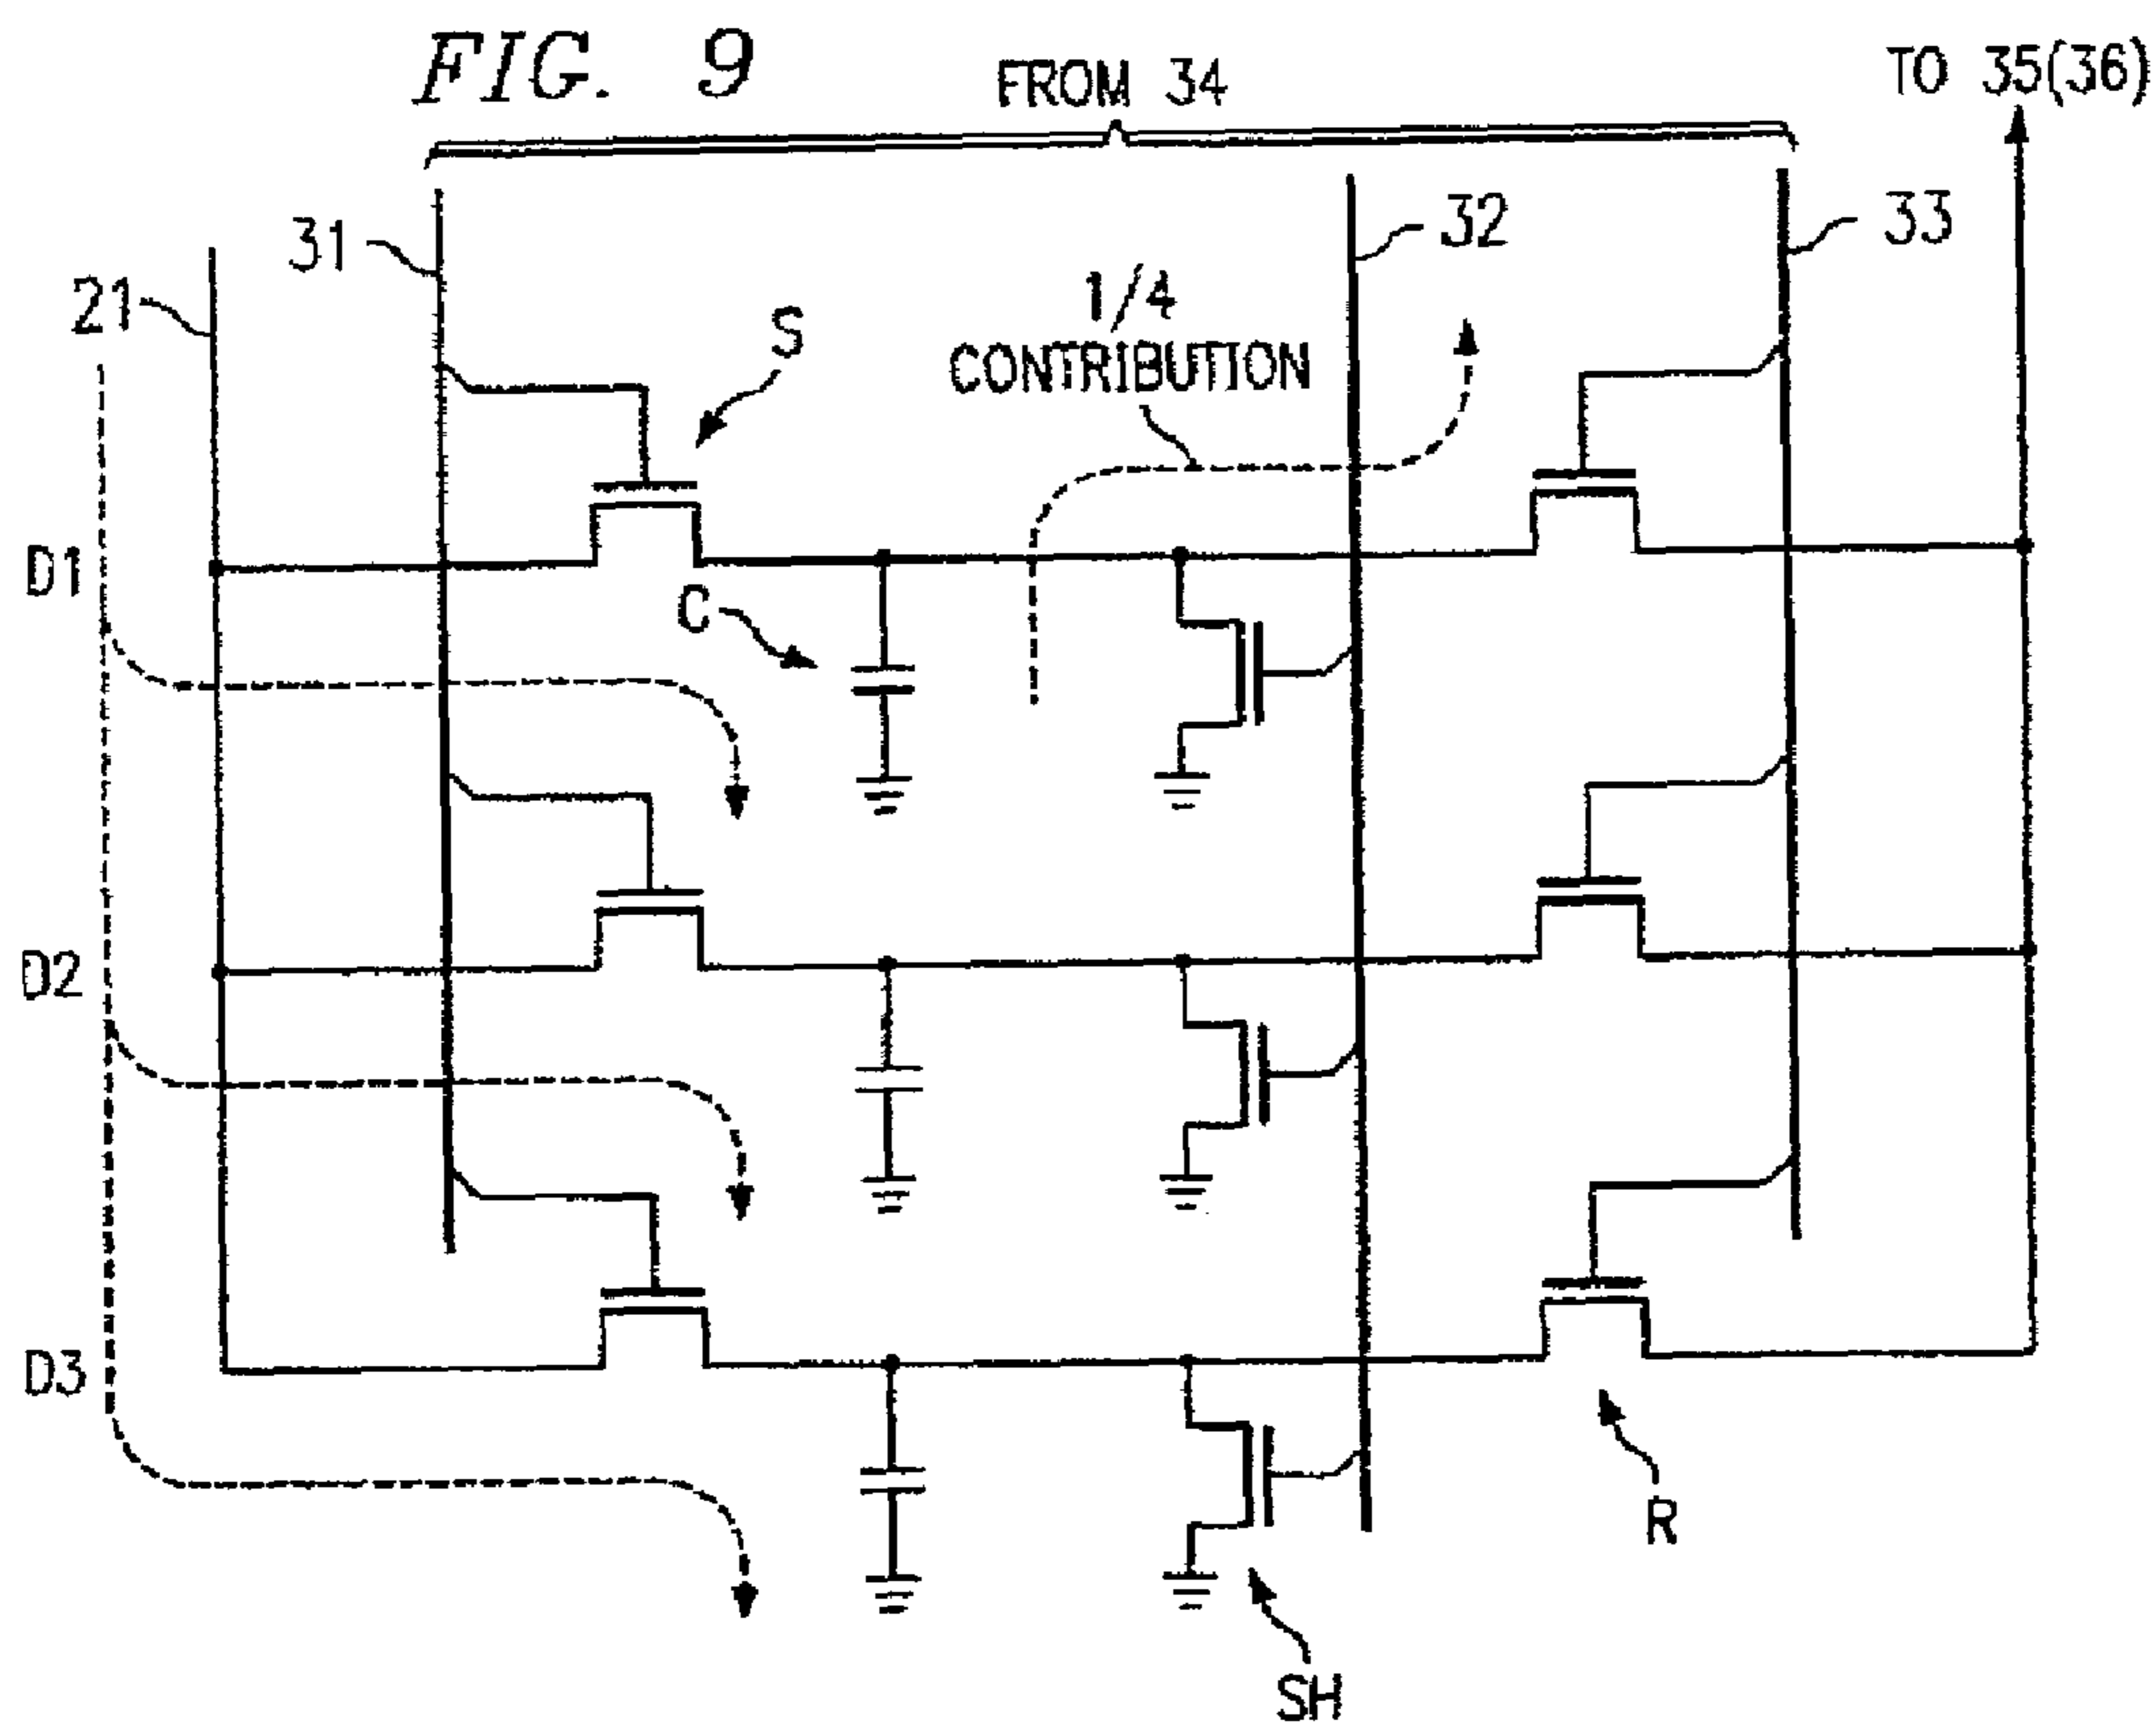 FIG. 9
FROM 34
TO 35(36)
31
32
33
21
S
1/4
CONTRIBUTION
D1
C
D2
D3
R
SH